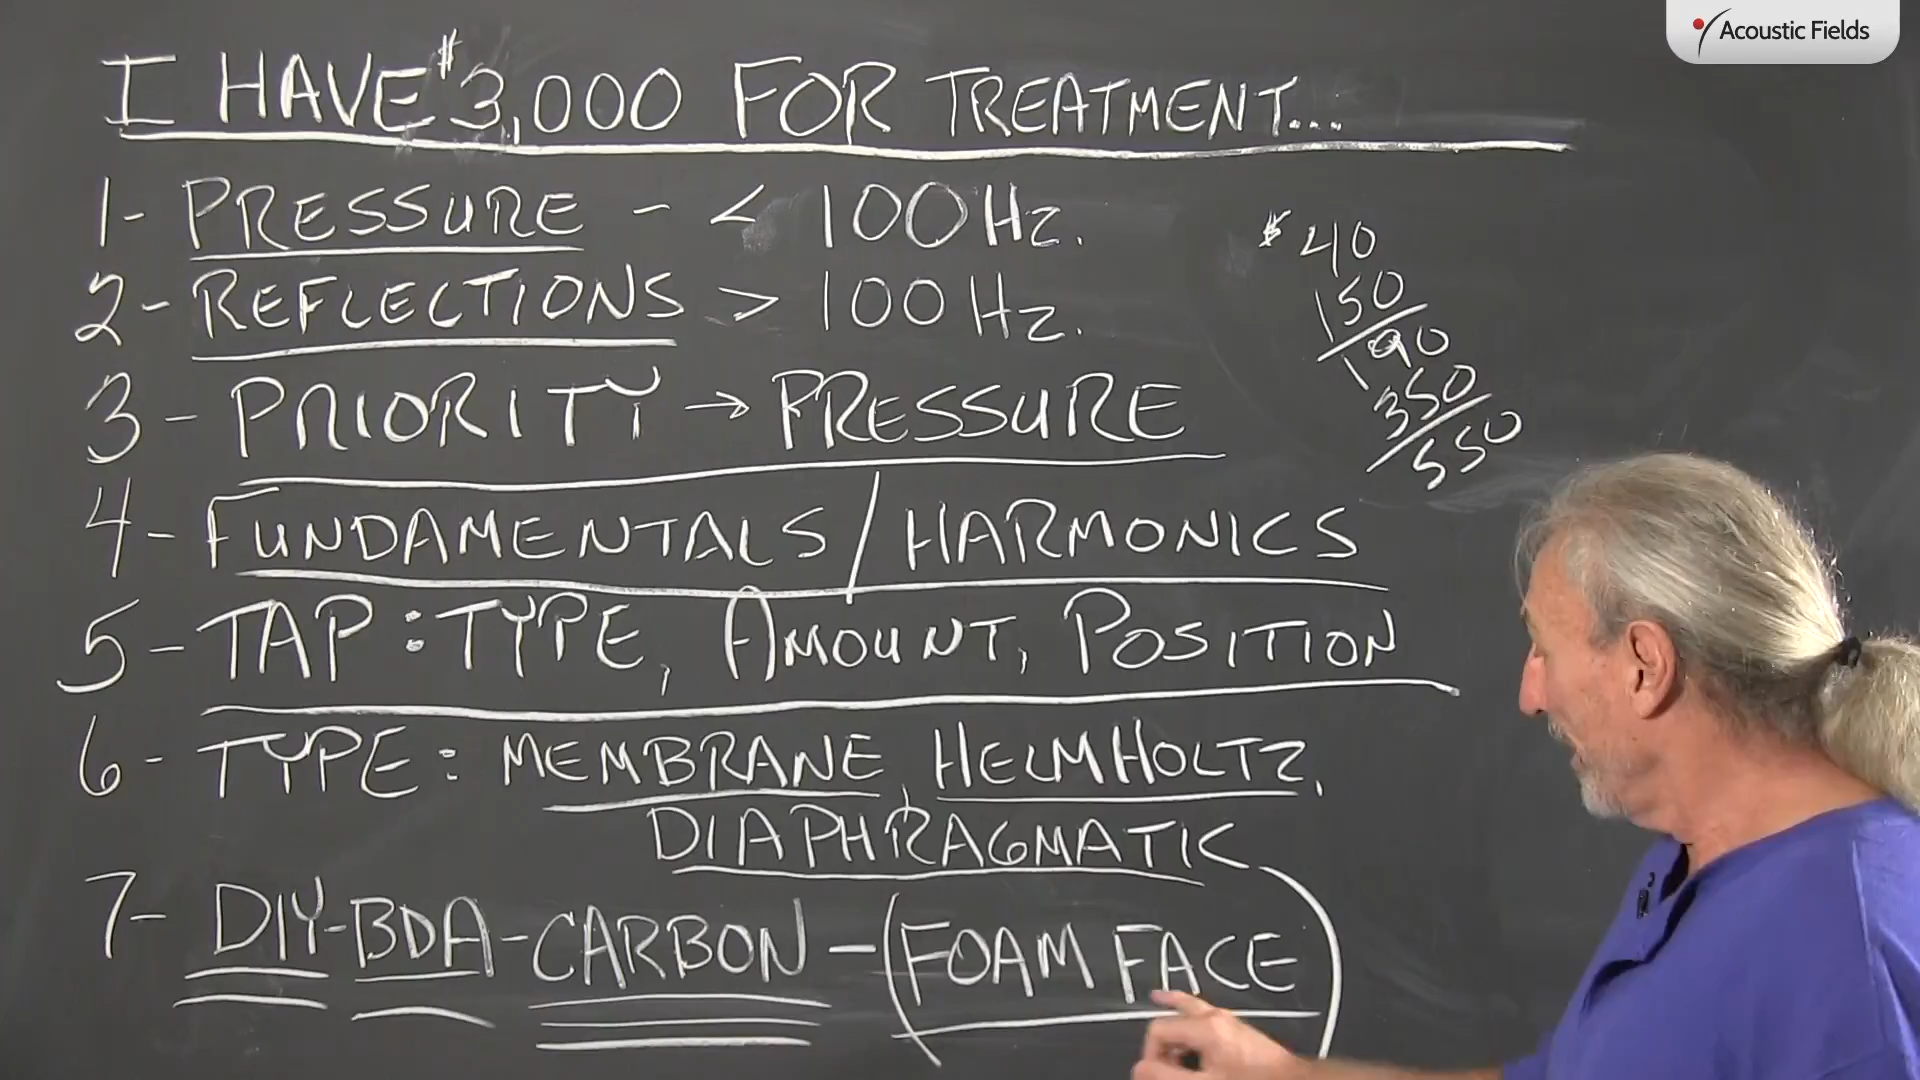 Acoustic Fields
I HAVE $3,000 FOR TREATMENT...
1- PRESSURE - < 100Hz.
2- REFLECTIONS > 100Hz.
3- PRIORITY → PRESSURE
4- FUNDAMENTALS/HARMONICS
5- TAP: TYPE, AMOUNT, POSITION
6- TYPE: MEMBRANE, HELMHOLTZ,
DIAPHRAGMATIC
7- DIY-BDA-CARBON-(FOAM FACE)
$40
150
190
350
550